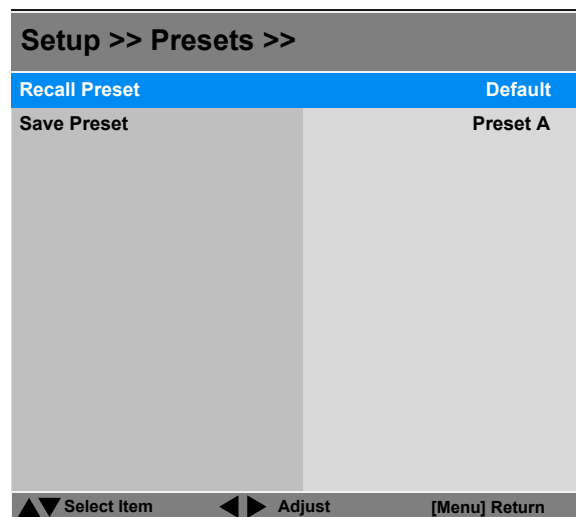 Setup >> Presets >>
Recall Preset Default
Save Preset Preset A
Select Item Adjust [Menu] Return